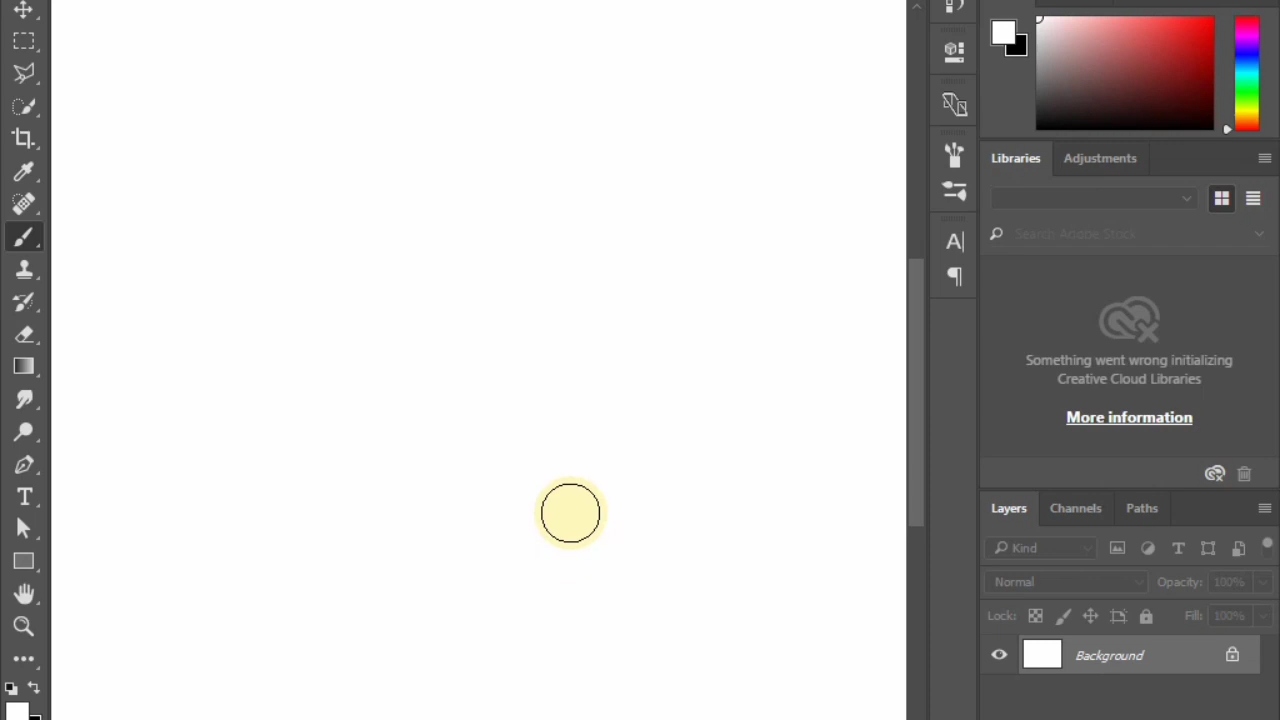 Libraries
Adjustments
Search Adobe Stock
Something went wrong initializing
Creative Cloud Libraries
More information
Layers
Channels
Paths
Kind
Normal
Opacity: 100%
Lock:
Fill: 100%
Background